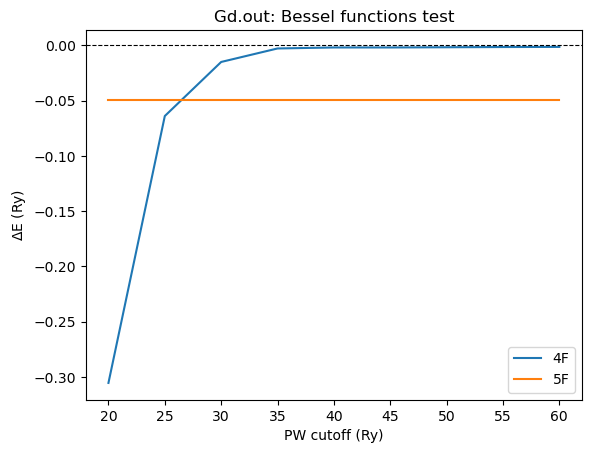 Gd.out: Bessel functions test
0.00
−0.05
−0.10
−0.15
−0.20
−0.25
−0.30
ΔE (Ry)
4F
5F
20 25 30 35 40 45 50 55 60
PW cutoff (Ry)